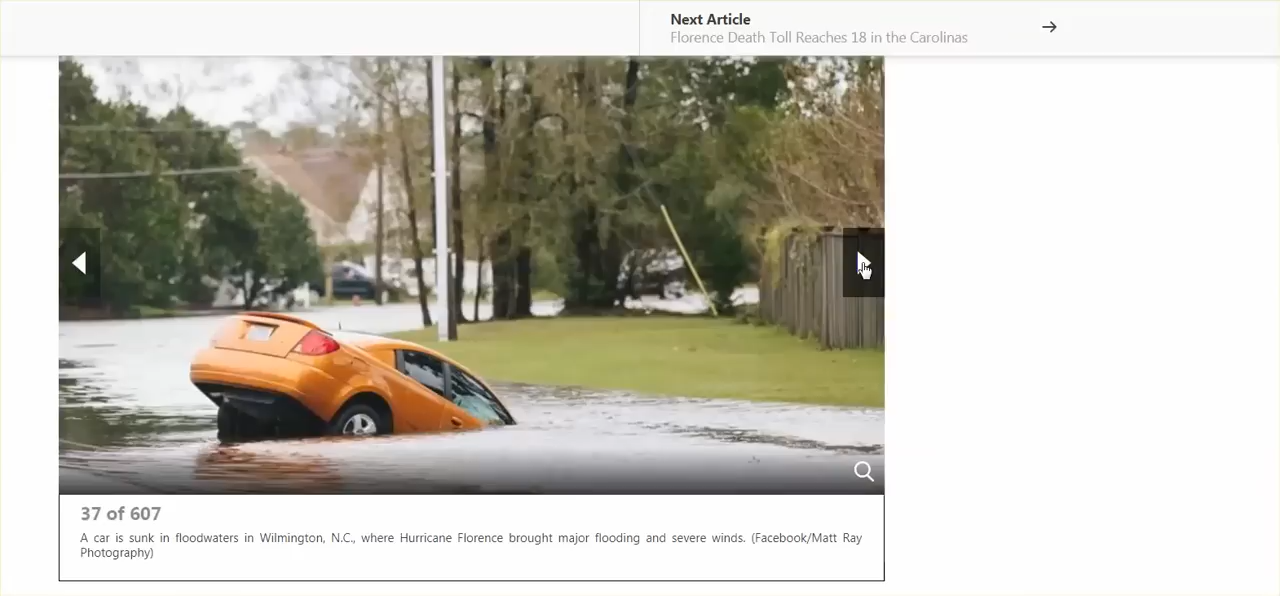 Next Article
Florence Death Toll Reaches 18 in the Carolinas
37 of 607
A car is sunk in floodwaters in Wilmington, N.C., where Hurricane Florence brought major flooding and severe winds. (Facebook/Matt Ray
Photography)